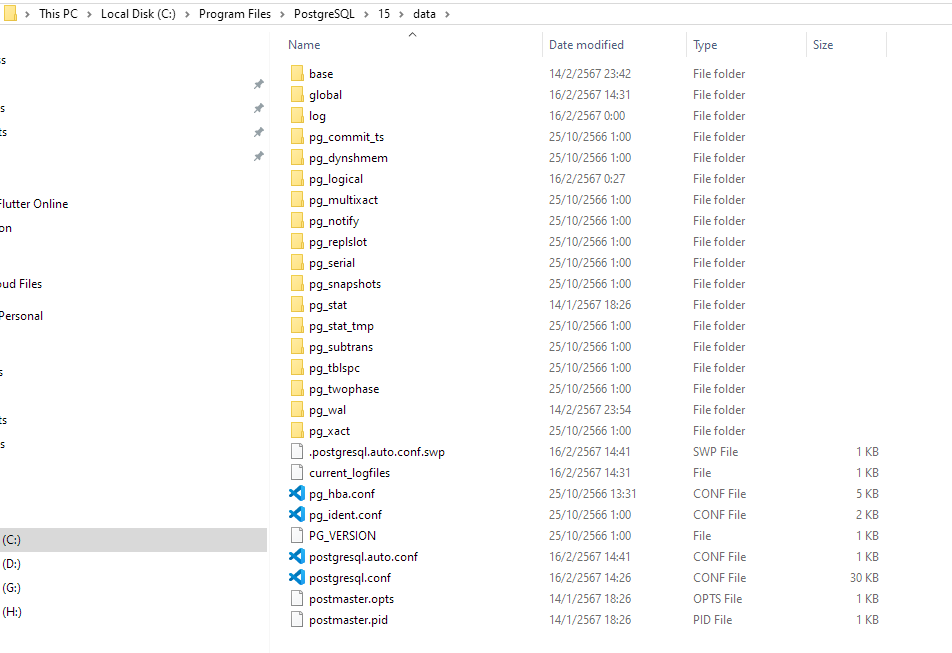 This PC > Local Disk (C:) > Program Files > PostgreSQL > 15 > data >
Name Date modified Type Size
base 14/2/2567 23:42 File folder
global 16/2/2567 14:31 File folder
log 16/2/2567 0:00 File folder
pg_commit_ts 25/10/2566 1:00 File folder
pg_dynshmem 25/10/2566 1:00 File folder
pg_logical 16/2/2567 0:27 File folder
pg_multixact 25/10/2566 1:00 File folder
pg_notify 25/10/2566 1:00 File folder
pg_replslot 25/10/2566 1:00 File folder
pg_serial 25/10/2566 1:00 File folder
pg_snapshots 25/10/2566 1:00 File folder
pg_stat 14/1/2567 18:26 File folder
pg_stat_tmp 25/10/2566 1:00 File folder
pg_subtrans 25/10/2566 1:00 File folder
pg_tblspc 25/10/2566 1:00 File folder
pg_twophase 25/10/2566 1:00 File folder
pg_wal 14/2/2567 23:54 File folder
pg_xact 25/10/2566 1:00 File folder
.postgresql.auto.conf.swp 16/2/2567 14:41 SWP File 1 KB
current_logfiles 16/2/2567 14:31 File 1 KB
pg_hba.conf 25/10/2566 13:31 CONF File 5 KB
pg_ident.conf 25/10/2566 1:00 CONF File 2 KB
PG_VERSION 25/10/2566 1:00 File 1 KB
postgresql.auto.conf 16/2/2567 14:41 CONF File 1 KB
postgresql.conf 16/2/2567 14:26 CONF File 30 KB
postmaster.opts 14/1/2567 18:26 OPTS File 1 KB
postmaster.pid 14/1/2567 18:26 PID File 1 KB
Online
Files
Personal
(C:)
(D:)
(G:)
(H:)